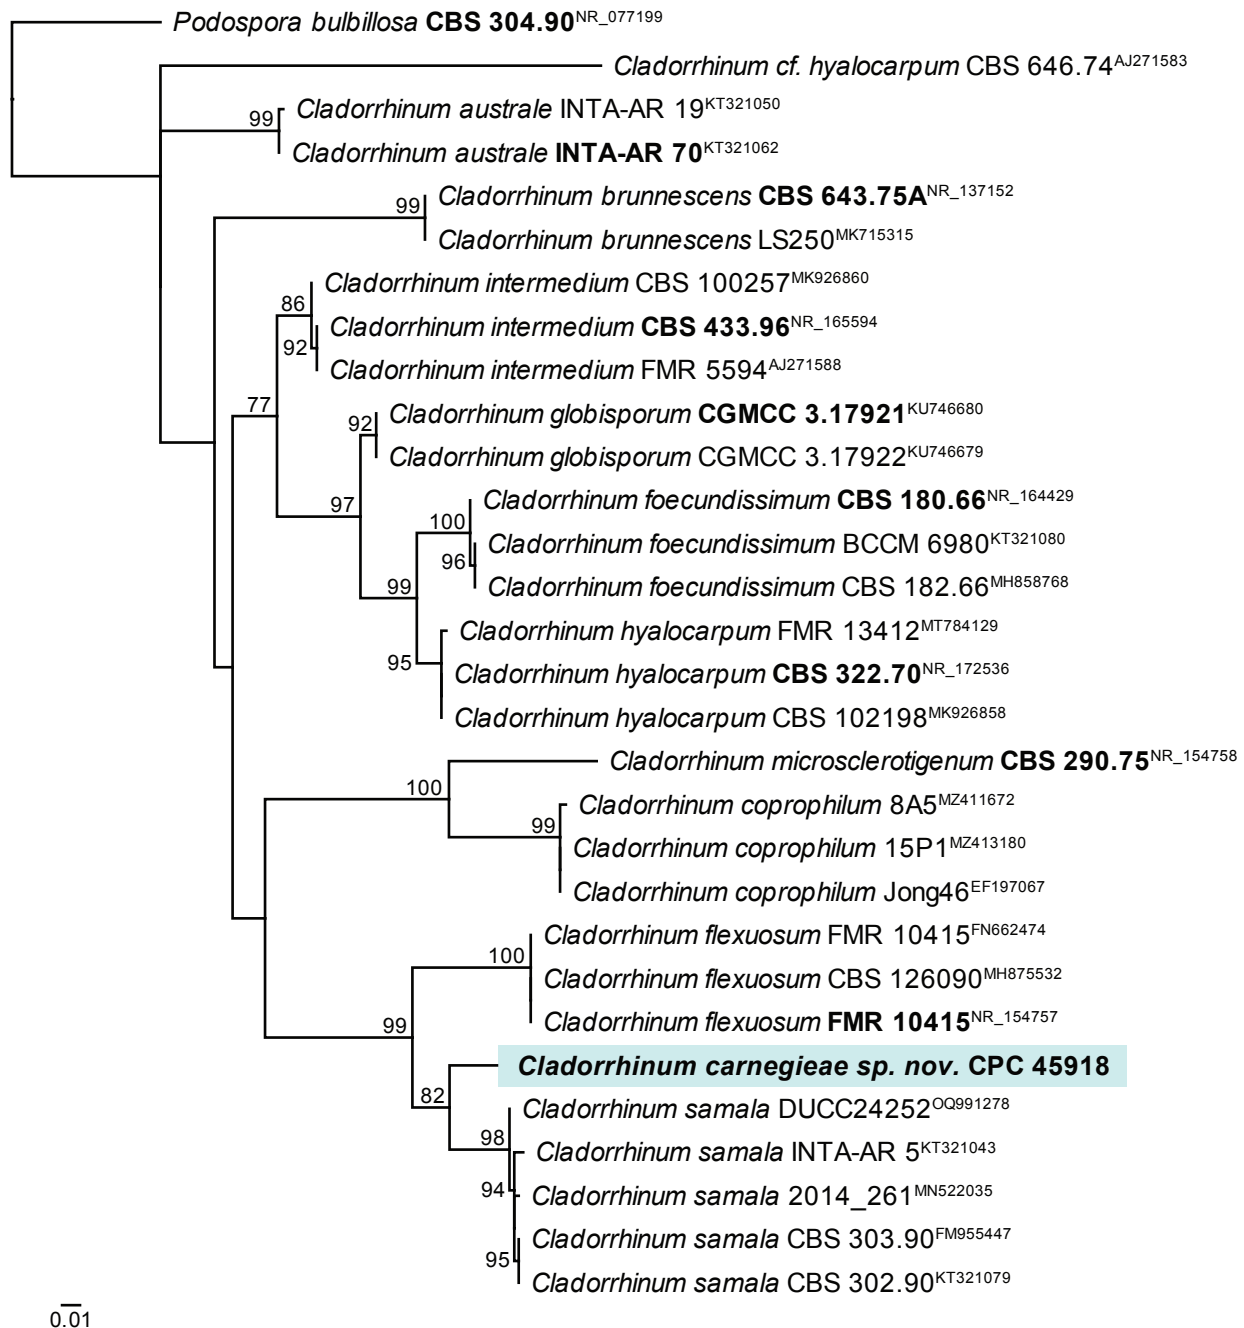 Podospora bulbillosa CBS 304.90NR_077199
Cladorrhinum cf. hyalocarpum CBS 646.74AJ271583
Cladorrhinum australe INTA-AR 19KT321050
99
Cladorrhinum australe INTA-AR 70KT321062
Cladorrhinum brunnescens CBS 643.75ANR_137152
99
Cladorrhinum brunnescens LS250MK715315
Cladorrhinum intermedium CBS 100257MK926860
86
Cladorrhinum intermedium CBS 433.96NR_165594
92
Cladorrhinum intermedium FMR 5594AJ271588
77
Cladorrhinum globisporum CGMCC 3.17921KU746680
92
Cladorrhinum globisporum CGMCC 3.17922KU746679
97
Cladorrhinum foecundissimum CBS 180.66NR_164429
100
Cladorrhinum foecundissimum BCCM 6980KT321080
96
Cladorrhinum foecundissimum CBS 182.66MH858768
99
Cladorrhinum hyalocarpum FMR 13412MT784129
95
Cladorrhinum hyalocarpum CBS 322.70NR_172536
Cladorrhinum hyalocarpum CBS 102198MK926858
Cladorrhinum microsclerotigenum CBS 290.75NR_154758
100
Cladorrhinum coprophilum 8A5MZ411672
99
Cladorrhinum coprophilum 15P1MZ413180
Cladorrhinum coprophilum Jong46EF197067
Cladorrhinum flexuosum FMR 10415FN662474
100
Cladorrhinum flexuosum CBS 126090MH875532
Cladorrhinum flexuosum FMR 10415NR_154757
99
Cladorrhinum carnegieae sp. nov. CPC 45918
82
Cladorrhinum samala DUCC24252OQ991278
98
Cladorrhinum samala INTA-AR 5KT321043
94
Cladorrhinum samala 2014_261MN522035
Cladorrhinum samala CBS 303.90FM955447
95
Cladorrhinum samala CBS 302.90KT321079
0.01